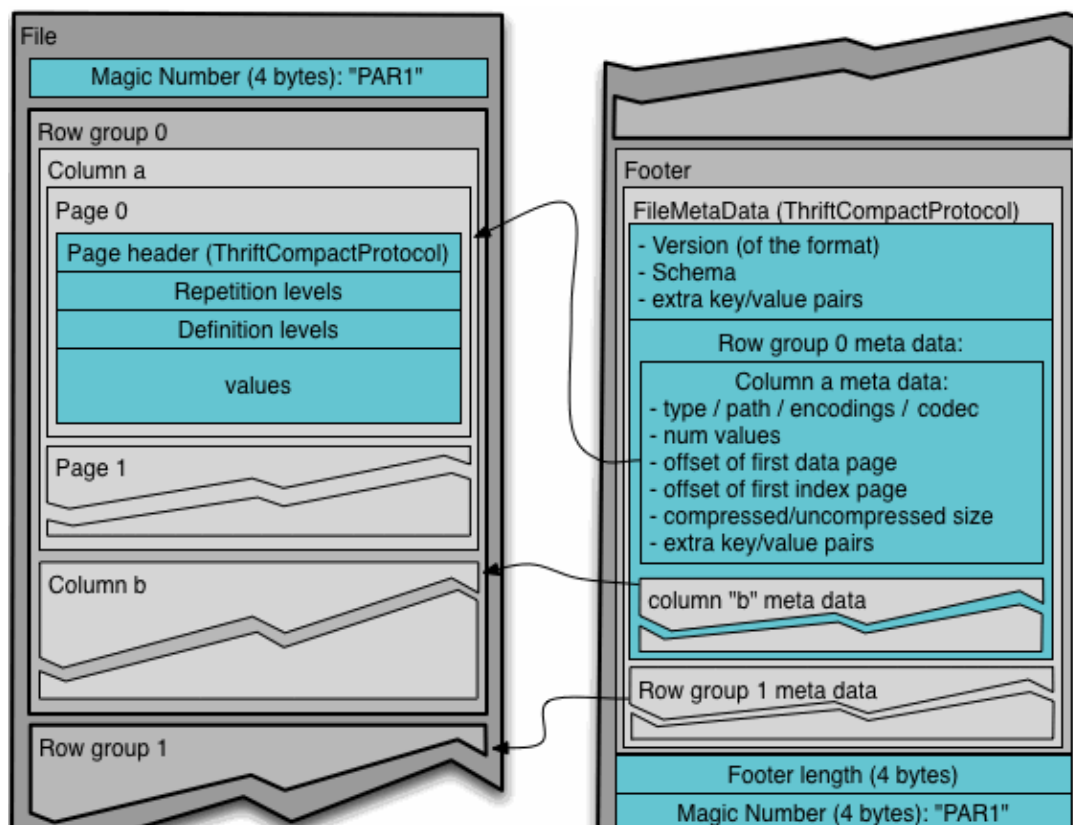 File
Magic Number (4 bytes): "PAR1"
Row group 0
Column a
Page 0
Page header (ThriftCompactProtocol)
Repetition levels
Definition levels
values
Page 1
Column b
Row group 1
Footer
FileMetaData (ThriftCompactProtocol)
- Version (of the format)
- Schema
- extra key/value pairs
Row group 0 meta data:
Column a meta data:
- type / path / encodings / codec
- num values
- offset of first data page
- offset of first index page
- compressed/uncompressed size
- extra key/value pairs
column "b" meta data
Row group 1 meta data
Footer length (4 bytes)
Magic Number (4 bytes): "PAR1"